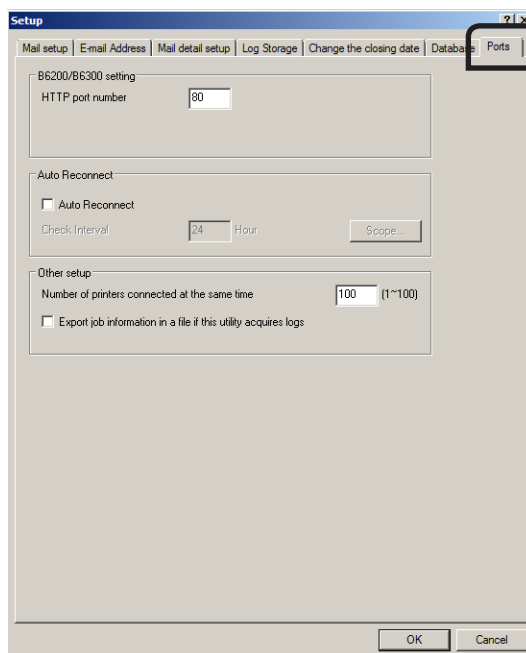 Setup
Mail setup E-mail Address Mail detail setup Log Storage Change the closing date Database Ports
B6200/B6300 setting
HTTP port number 80
Auto Reconnect
Auto Reconnect
Check Interval 24 Hour Scope...
Other setup
Number of printers connected at the same time 100 (1~100)
Export job information in a file if this utility acquires logs
OK Cancel